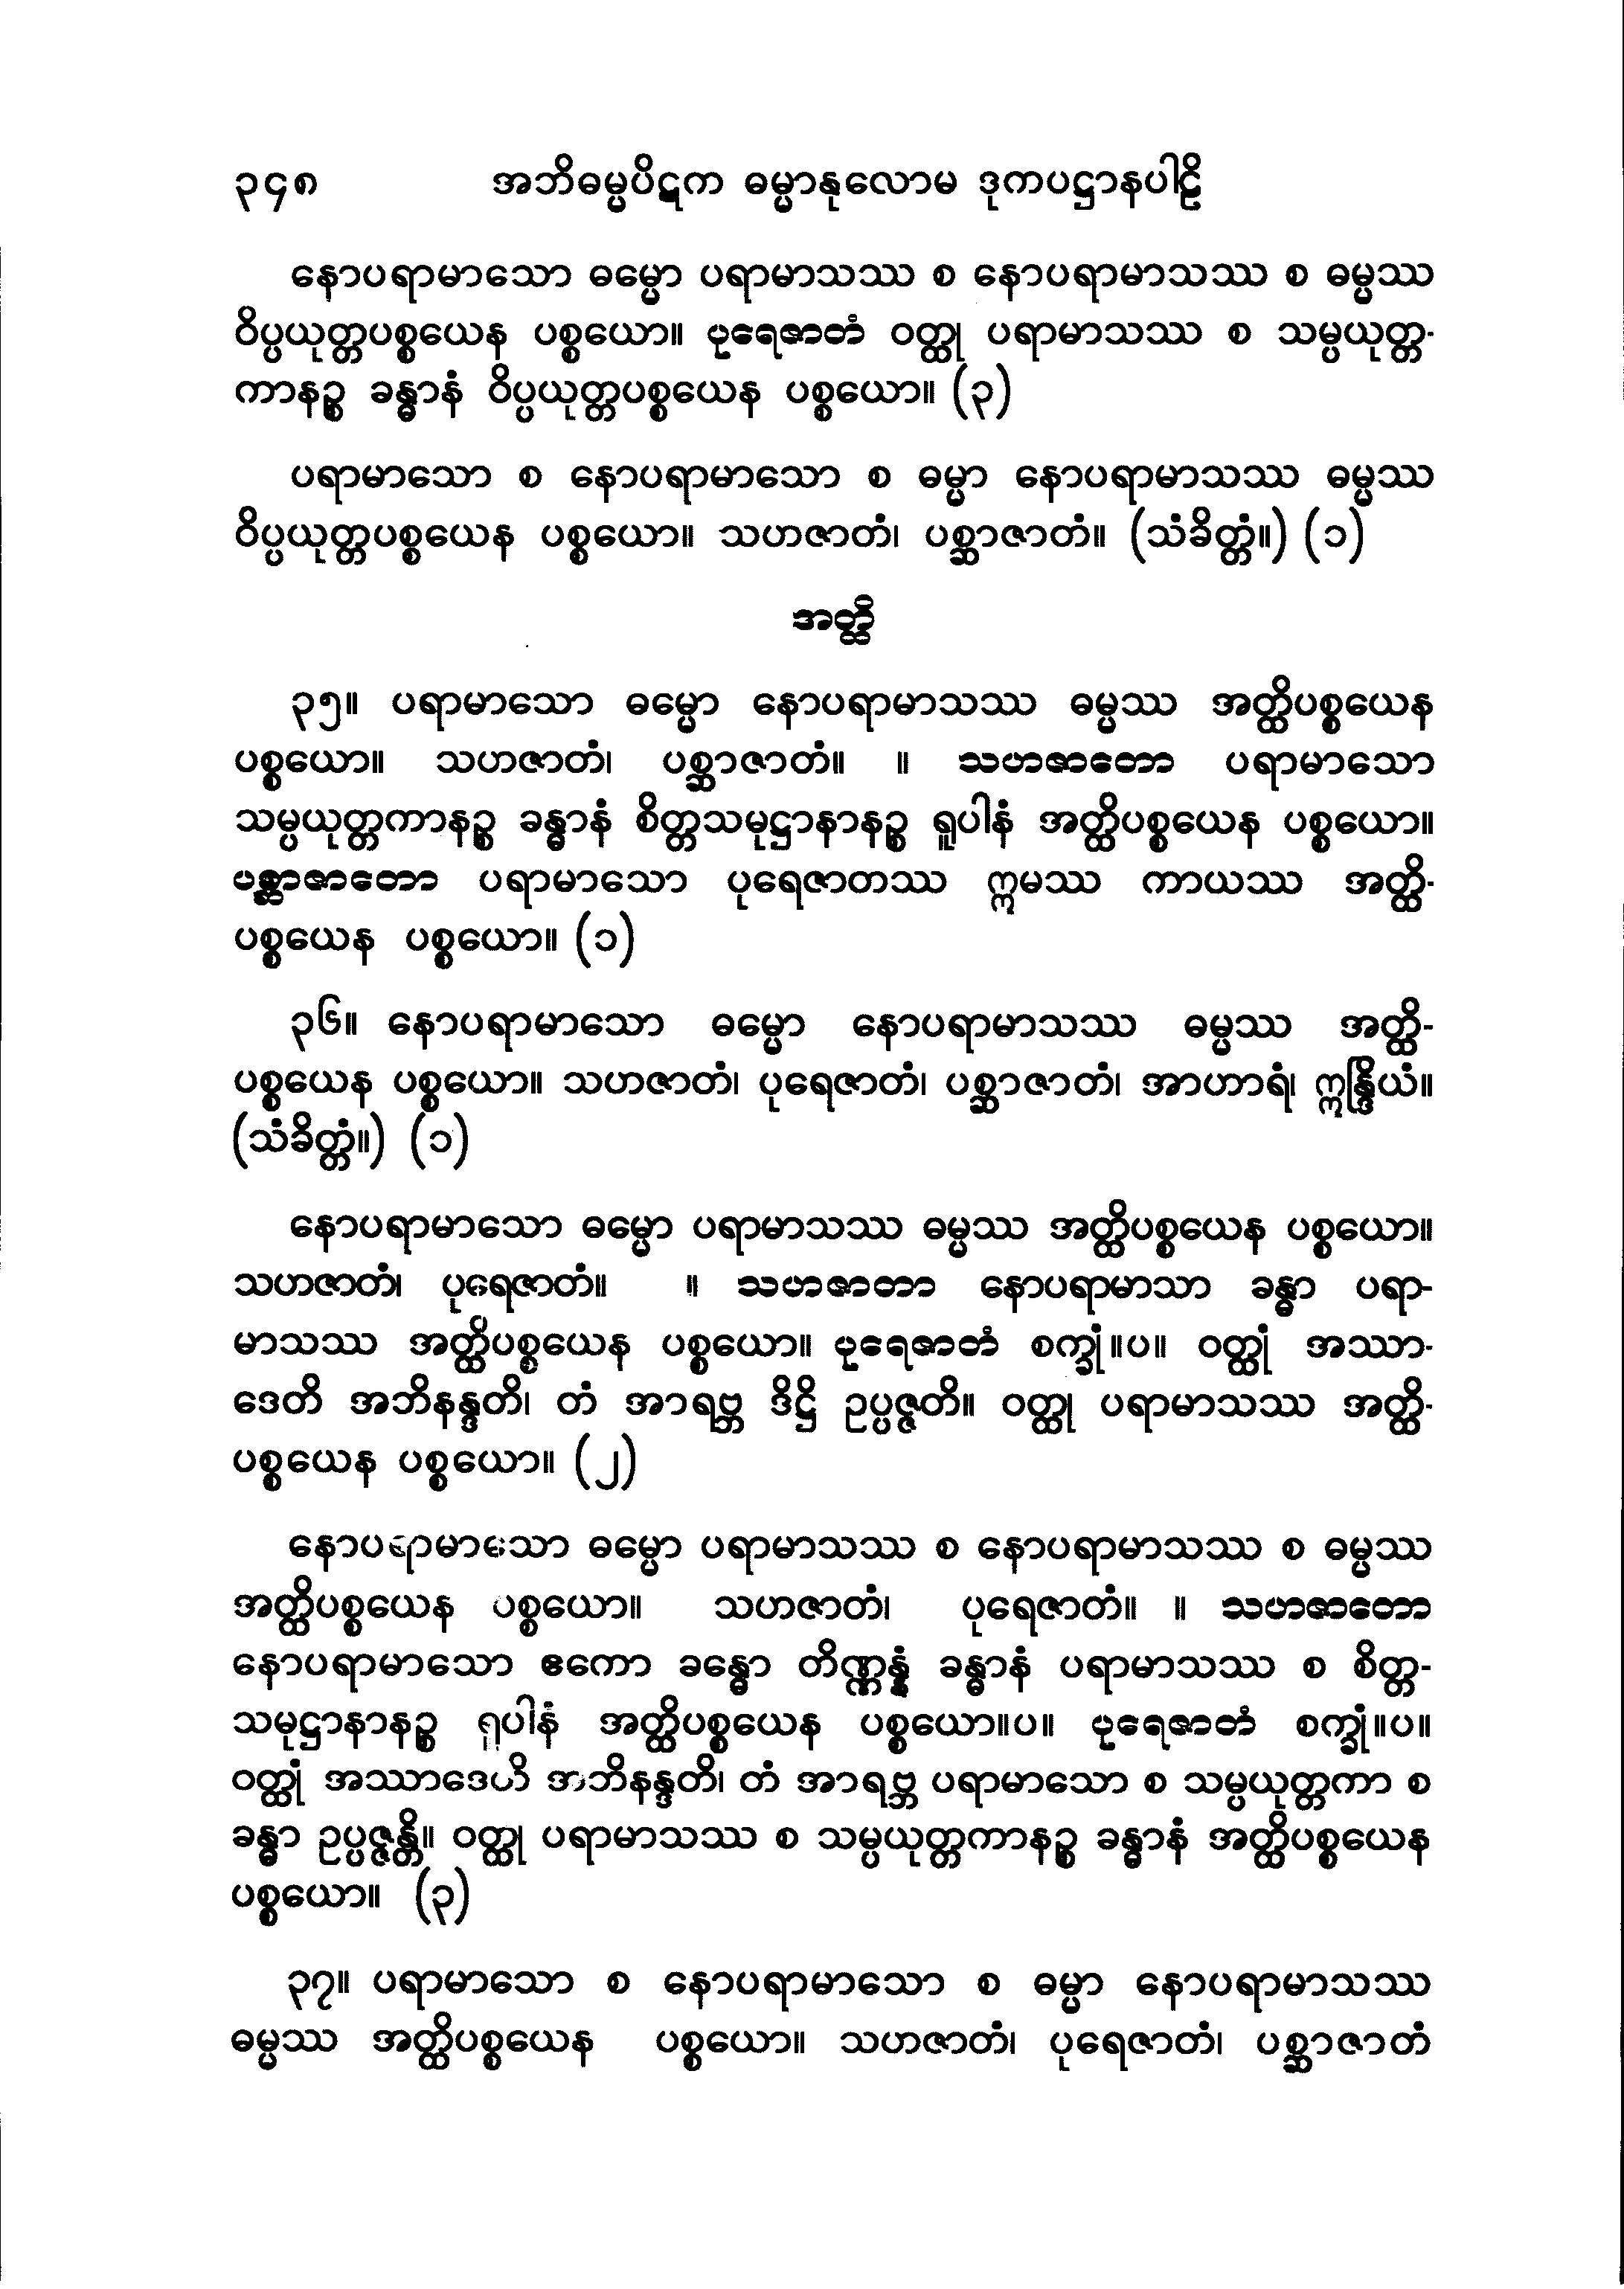 ၃၄၈ အဘိဓမ္မပိဋက ဓမ္မာနုလောမ ဒုကပဋ္ဌာနပါဠိ
နောပရာမာသော ဓမ္မော ပရာမာသဿ စ နောပရာမာသဿ စ ဓမ္မဿ
ဝိပ္ပယုတ္တပစ္စယေန ပစ္စယော။ ပုရေဇာတံ ဝတ္ထု ပရာမာသဿ စ သမ္ပယုတ္တ-
ကာနဉ္စ ခန္ဓာနံ ဝိပ္ပယုတ္တပစ္စယေန ပစ္စယော။ (၃)
ပရာမာသော စ နောပရာမာသော စ ဓမ္မာ နောပရာမာသဿ ဓမ္မဿ
ဝိပ္ပယုတ္တပစ္စယေန ပစ္စယော။ သဟဇာတံ၊ ပစ္ဆာဇာတံ။ (သံခိတ္တံ။) (၁)
အတ္ထိ
၃၅။ ပရာမာသော ဓမ္မော နောပရာမာသဿ ဓမ္မဿ အတ္ထိပစ္စယေန
ပစ္စယော။ သဟဇာတံ၊ ပစ္ဆာဇာတံ။ ။ သဟဇာတော ပရာမာသော
သမ္ပယုတ္တကာနဉ္စ ခန္ဓာနံ စိတ္တသမုဋ္ဌာနာနဉ္စ ရူပါနံ အတ္ထိပစ္စယေန ပစ္စယော။
ပစ္ဆာဇာတော ပရာမာသော ပုရေဇာတဿ ဣမဿ ကာယဿ အတ္ထိ-
ပစ္စယေန ပစ္စယော။ (၁)
၃၆။ နောပရာမာသော ဓမ္မော နောပရာမာသဿ ဓမ္မဿ အတ္ထိ-
ပစ္စယေန ပစ္စယော။ သဟဇာတံ၊ ပုရေဇာတံ၊ ပစ္ဆာဇာတံ၊ အာဟာရံ၊ ဣန္ဒြိယံ။
(သံခိတ္တံ။) (၁)
နောပရာမာသော ဓမ္မော ပရာမာသဿ ဓမ္မဿ အတ္ထိပစ္စယေန ပစ္စယော။
သဟဇာတံ၊ ပုရေဇာတံ။ ။ သဟဇာတာ နောပရာမာသာ ခန္ဓာ ပရာ-
မာသဿ အတ္ထိပစ္စယေန ပစ္စယော။ ပုရေဇာတံ စက္ခုံ။ပ။ ဝတ္ထုံ အဿာ-
ဒေတိ အဘိနန္ဒတိ၊ တံ အာရဗ္ဘ ဒိဋ္ဌိ ဥပ္ပဇ္ဇတိ။ ဝတ္ထု ပရာမာသဿ အတ္ထိ-
ပစ္စယေန ပစ္စယော။ (၂)
နောပရာမာသော ဓမ္မော ပရာမာသဿ စ နောပရာမာသဿ စ ဓမ္မဿ
အတ္ထိပစ္စယေန ပစ္စယော။ သဟဇာတံ၊ ပုရေဇာတံ။ ။ သဟဇာတော
နောပရာမာသော ဧကော ခန္ဓော တိဏ္ဏန္နံ ခန္ဓာနံ ပရာမာသဿ စ စိတ္တ-
သမုဋ္ဌာနာနဉ္စ ရူပါနံ အတ္ထိပစ္စယေန ပစ္စယော။ပ။ ပုရေဇာတံ စက္ခုံ။ပ။
ဝတ္ထုံ အဿာဒေတိ အဘိနန္ဒတိ၊ တံ အာရဗ္ဘ ပရာမာသော စ သမ္ပယုတ္တကာ စ
ခန္ဓာ ဥပ္ပဇ္ဇန္တိ။ ဝတ္ထု ပရာမာသဿ စ သမ္ပယုတ္တကာနဉ္စ ခန္ဓာနံ အတ္ထိပစ္စယေန
ပစ္စယော။ (၃)
၃၇။ ပရာမာသော စ နောပရာမာသော စ ဓမ္မာ နောပရာမာသဿ
ဓမ္မဿ အတ္ထိပစ္စယေန ပစ္စယော။ သဟဇာတံ၊ ပုရေဇာတံ၊ ပစ္ဆာဇာတံ